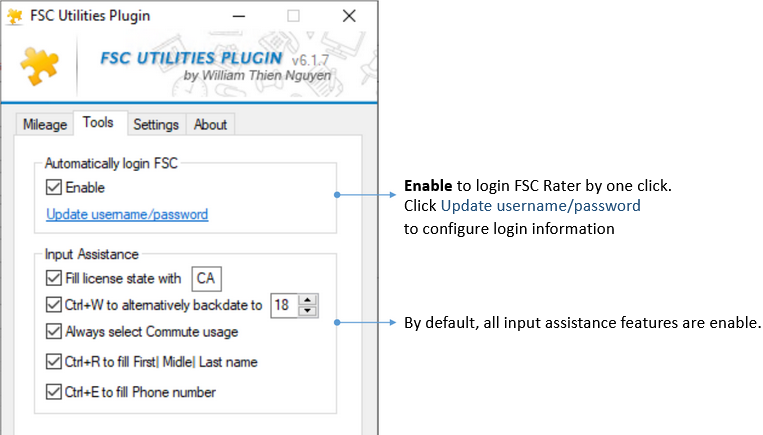 FSC Utilities Plugin
FSC UTILITIES PLUGIN v6.1.7
by William Thien Nguyen
Mileage Tools Settings About
Automatically login FSC
Enable
Update username/password
Enable to login FSC Rater by one click.
Click Update username/password
to configure login information
Input Assistance
Fill license state with CA
Ctrl+W to alternatively backdate to 18
Always select Commute usage
Ctrl+R to fill First| Midle| Last name
Ctrl+E to fill Phone number
By default, all input assistance features are enable.